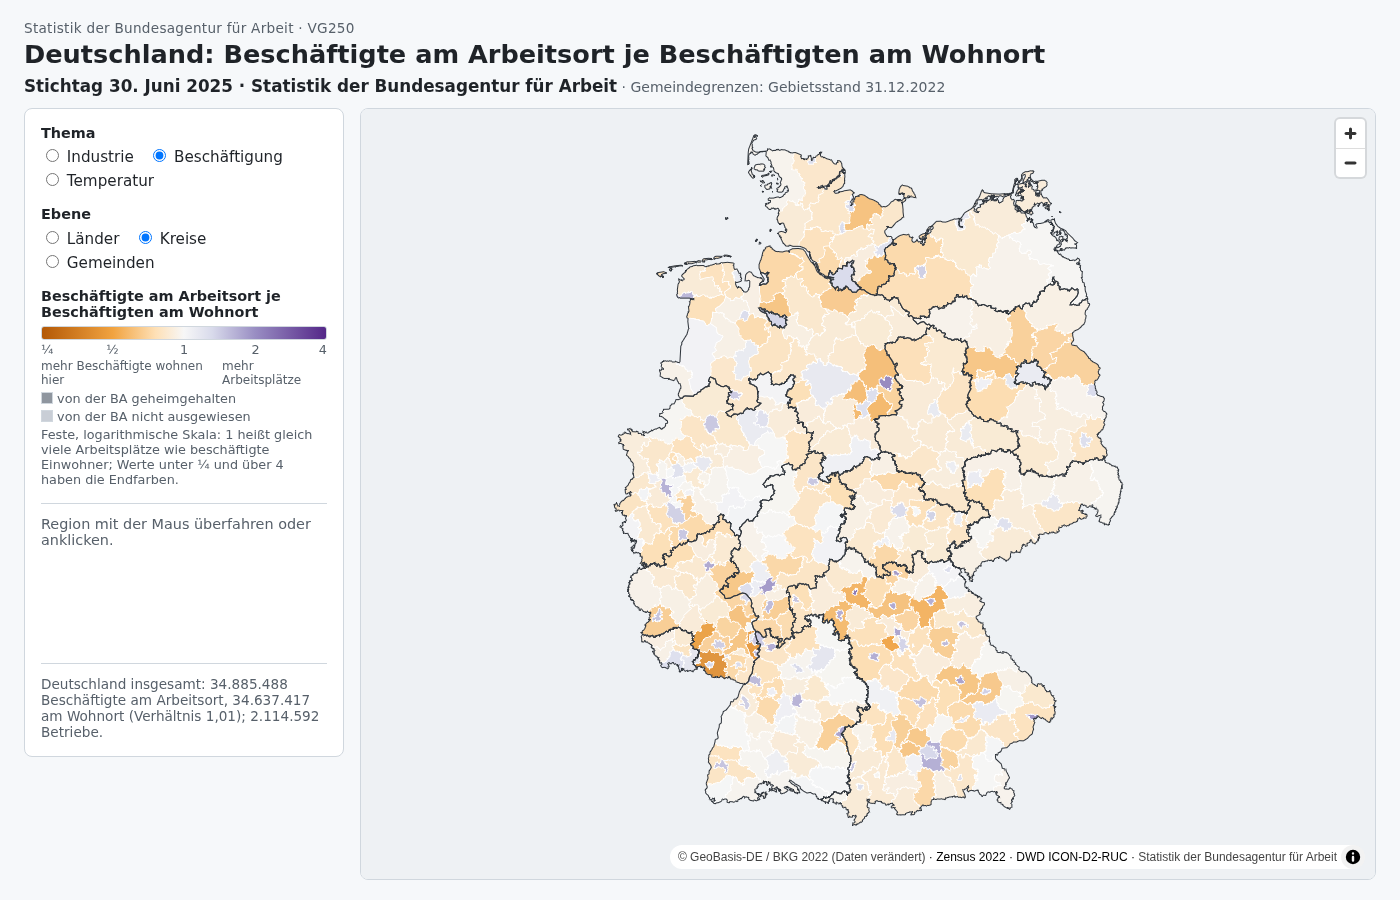 Statistik der Bundesagentur für Arbeit · VG250
Deutschland: Beschäftigte am Arbeitsort je Beschäftigten am Wohnort
Stichtag 30. Juni 2025 · Statistik der Bundesagentur für Arbeit · Gemeindegrenzen: Gebietsstand 31.12.2022
Thema
Industrie Beschäftigung
Temperatur
Ebene
Länder Kreise
Gemeinden
Beschäftigte am Arbeitsort je
Beschäftigten am Wohnort
¼ ½ 1 2 4
mehr Beschäftigte wohnen hier
mehr Arbeitsplätze
von der BA geheimgehalten
von der BA nicht ausgewiesen
Feste, logarithmische Skala: 1 heißt gleich
viele Arbeitsplätze wie beschäftigte
Einwohner; Werte unter ¼ und über 4
haben die Endfarben.
Region mit der Maus überfahren oder
anklicken.
Deutschland insgesamt: 34.885.488
Beschäftigte am Arbeitsort, 34.637.417
am Wohnort (Verhältnis 1,01); 2.114.592
Betriebe.
+
−
© GeoBasis-DE / BKG 2022 (Daten verändert) · Zensus 2022 · DWD ICON-D2-RUC · Statistik der Bundesagentur für Arbeit